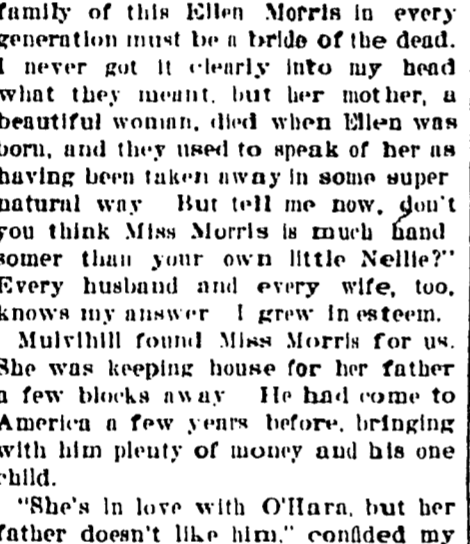 family of this Ellen Morris in every
generation must be a bride of the dead.
I never got it clearly into my head
what they meant, but her mother, a
beautiful woman, died when Ellen was
born, and they used to speak of her as
having been taken away in some super
natural way But tell me now, don't
you think Miss Morris is much hand
somer than your own little Nellie?"
Every husband and every wife, too,
knows my answer I grew in esteem.
Mulvihill found Miss Morris for us.
She was keeping house for her father
a few blocks away He had come to
America a few years before, bringing
with him plenty of money and his one
child.
"She's in love with O'Hara, but her
father doesn't like him," confided my